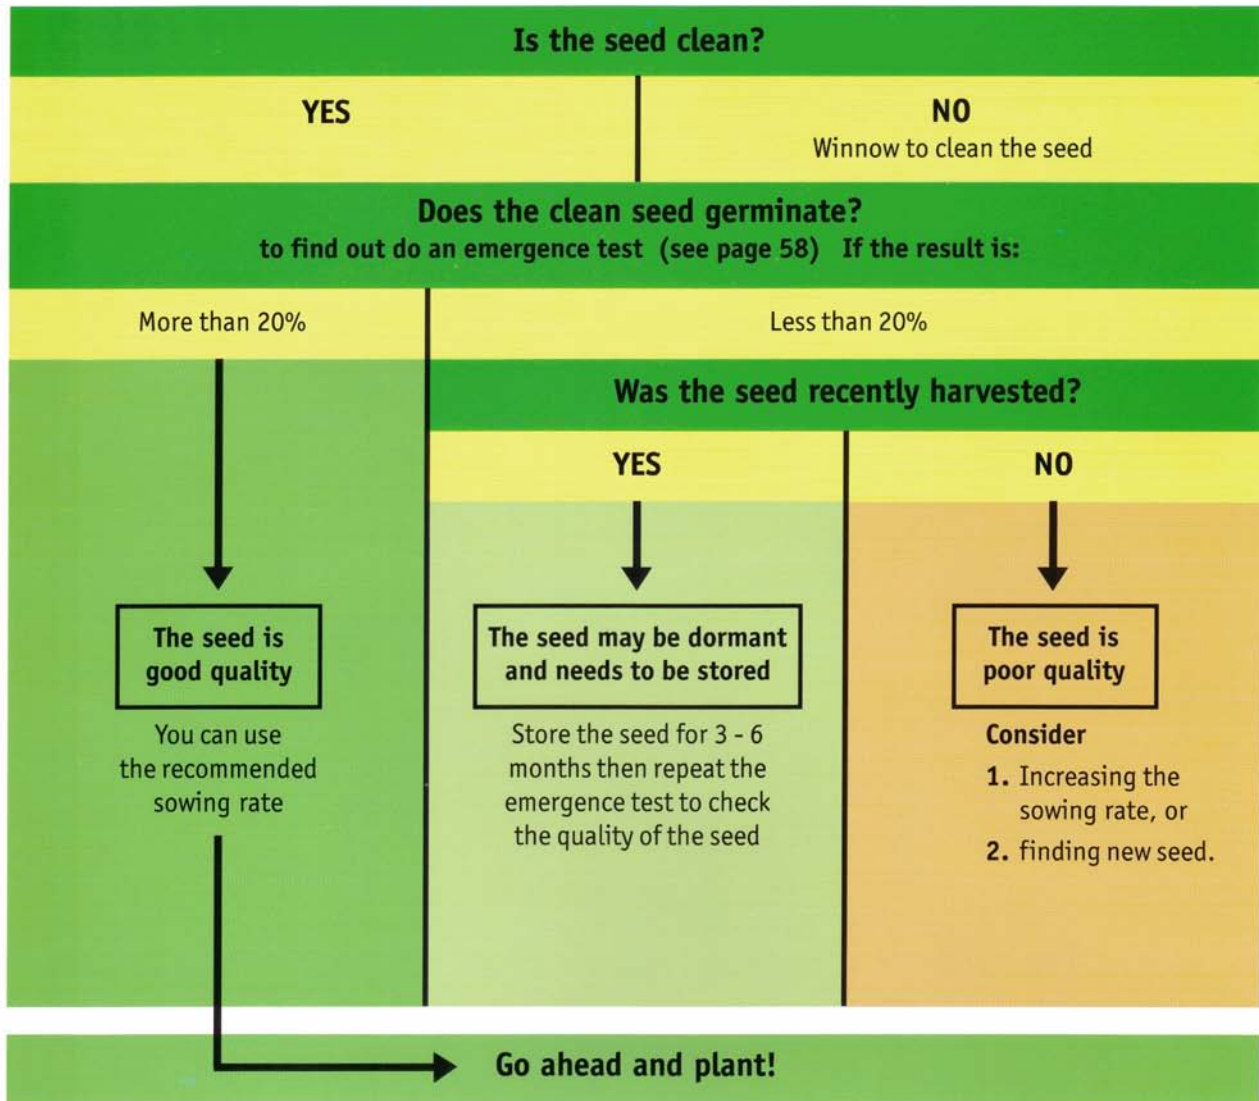 Is the seed clean?
YES
NO
Winnow to clean the seed
Does the clean seed germinate?
to find out do an emergence test (see page 58) If the result is:
More than 20%
Less than 20%
Was the seed recently harvested?
YES
NO
The seed is
good quality
You can use
the recommended
sowing rate
The seed may be dormant
and needs to be stored
Store the seed for 3 - 6
months then repeat the
emergence test to check
the quality of the seed
The seed is
poor quality
Consider
1. Increasing the
sowing rate, or
2. finding new seed.
Go ahead and plant!